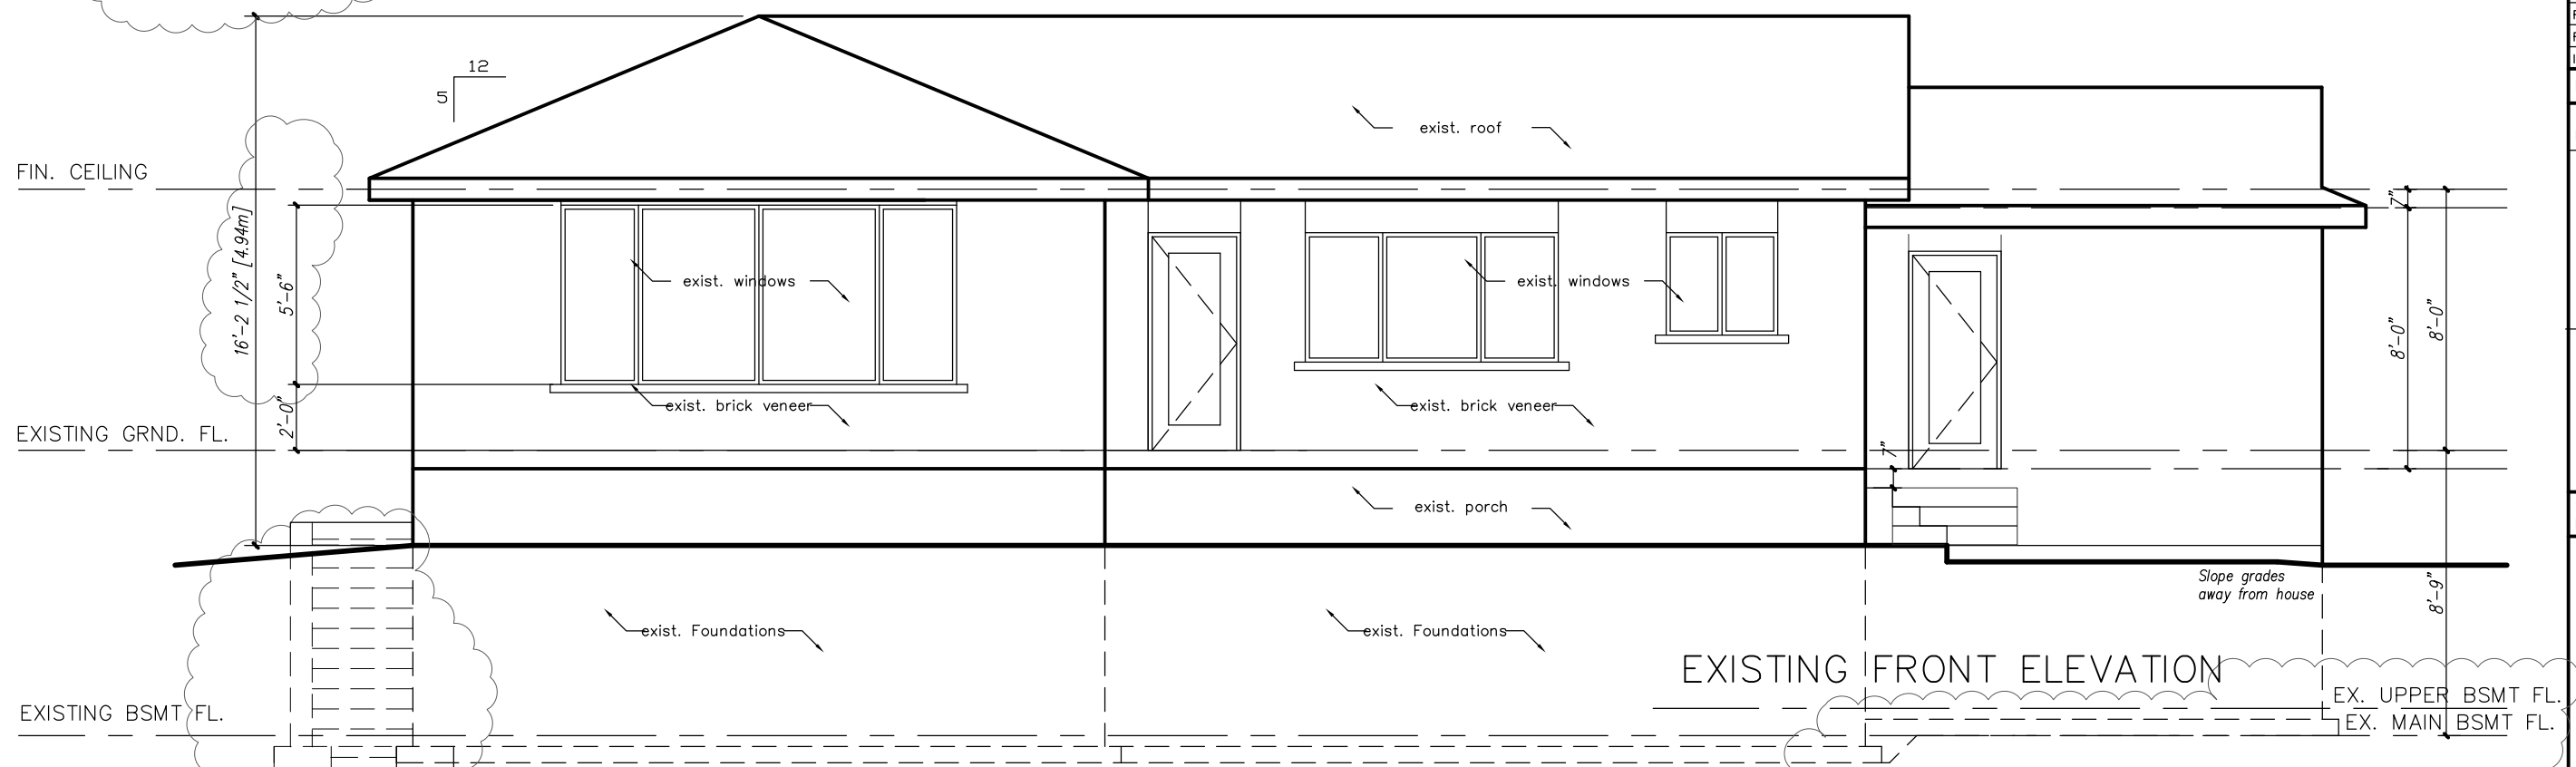 12
5
exist. roof
FIN. CEILING
7"
16'-2 1/2" [4.94m]
5'-6"
exist. windows
exist. windows
8'-0"
8'-0"
2'-0"
exist. brick veneer
exist. brick veneer
EXISTING GRND. FL.
7"
exist. porch
Slope grades
away from house
8'-9"
exist. Foundations
exist. Foundations
EXISTING FRONT ELEVATION
EX. UPPER BSMT FL.
EXISTING BSMT FL.
EX. MAIN BSMT FL.